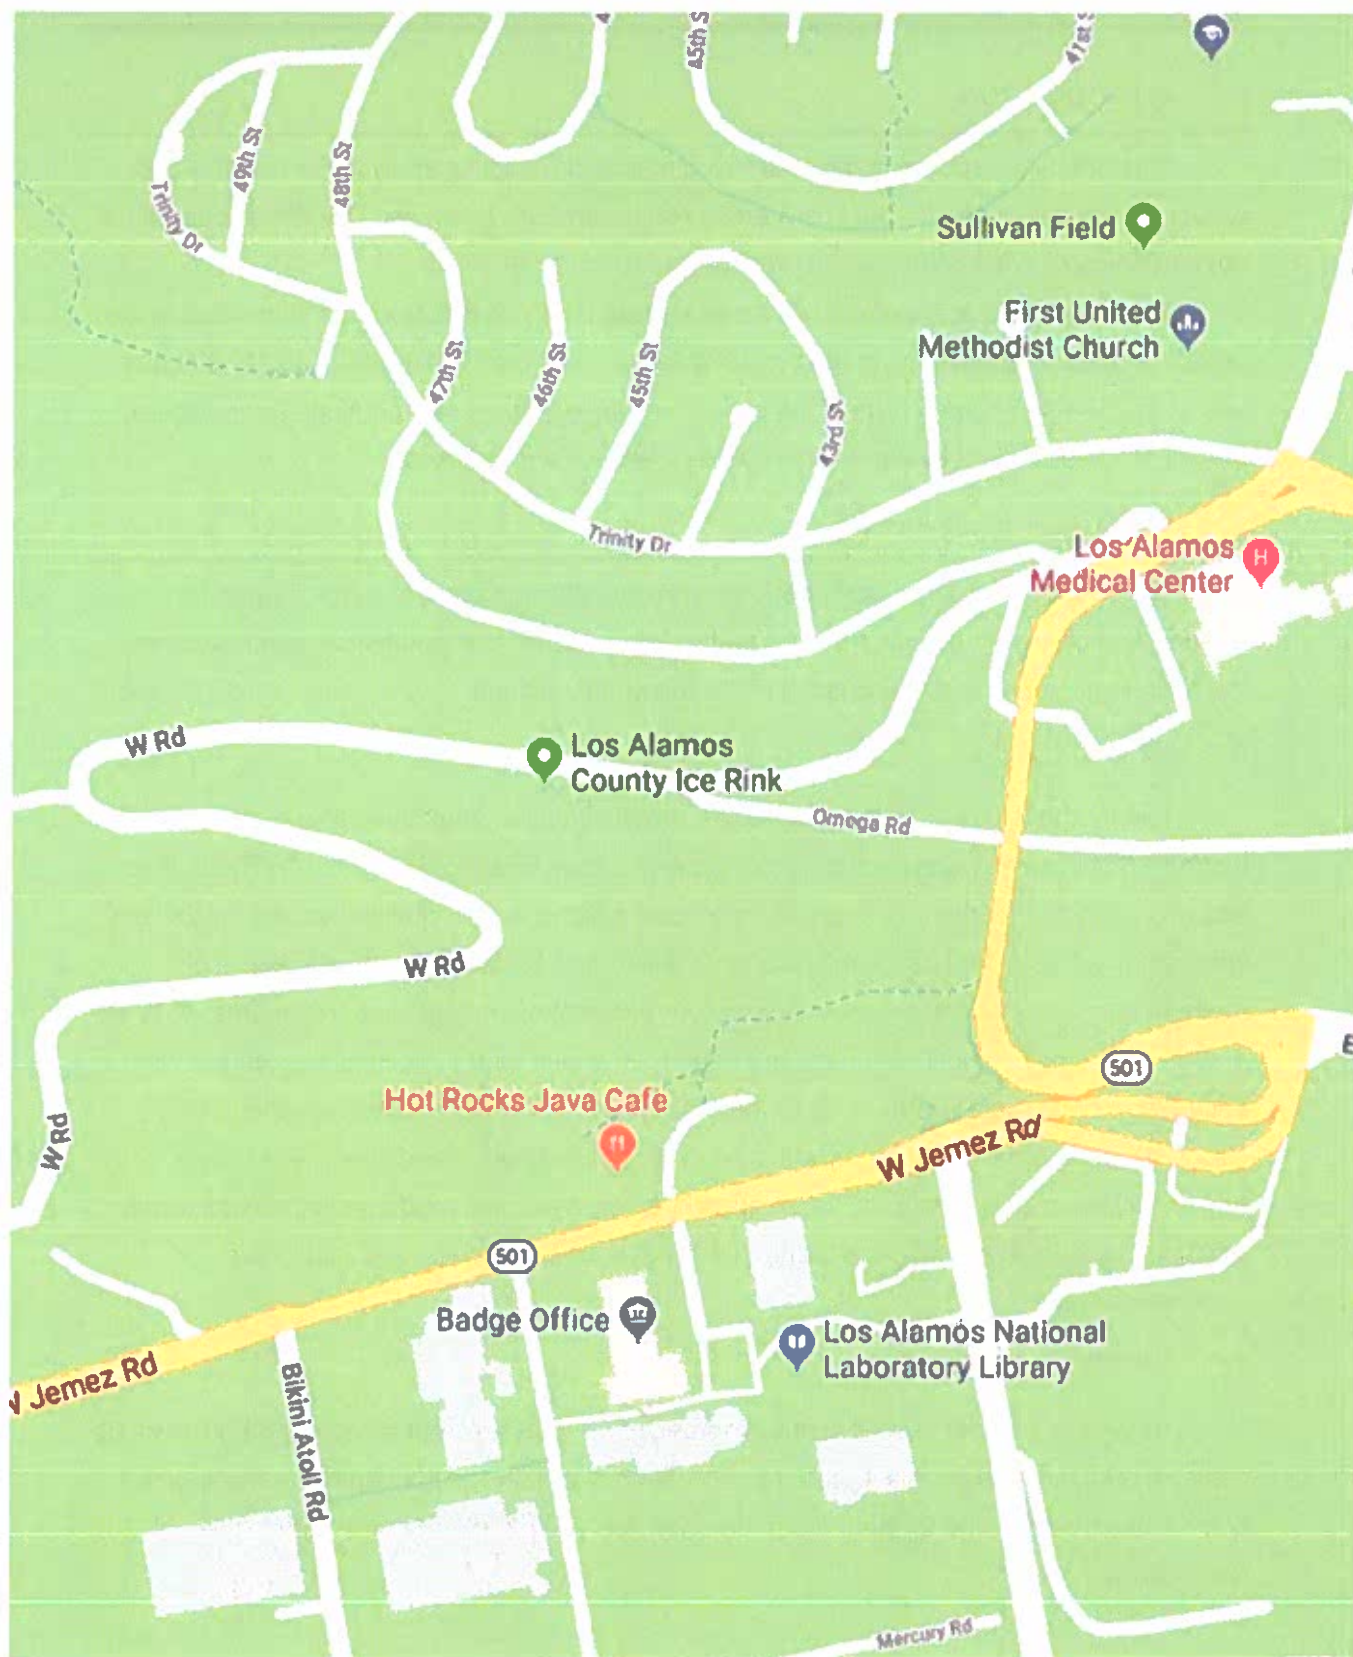 45th S
41st S
49th St
48th St
Trinity Dr
Sullivan Field
First United
Methodist Church
47th St
46th St
45th St
43rd St
Trinity Dr
Los Alamos
Medical Center
H
W Rd
Los Alamos
County Ice Rink
Omega Rd
W Rd
501
Hot Rocks Java Cafe
W Rd
W Jemez Rd
501
Badge Office
Los Alamos National
Laboratory Library
W Jemez Rd
Bikini Atoll Rd
Mercury Rd